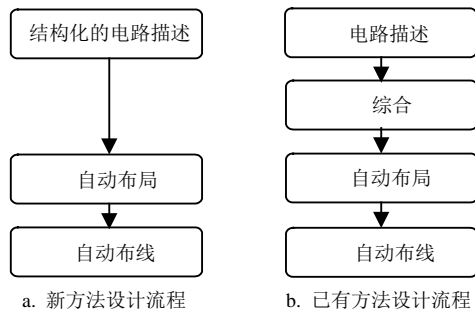 结构化的电路描述
自动布局
自动布线
a. 新方法设计流程
电路描述
综合
自动布局
自动布线
b. 已有方法设计流程